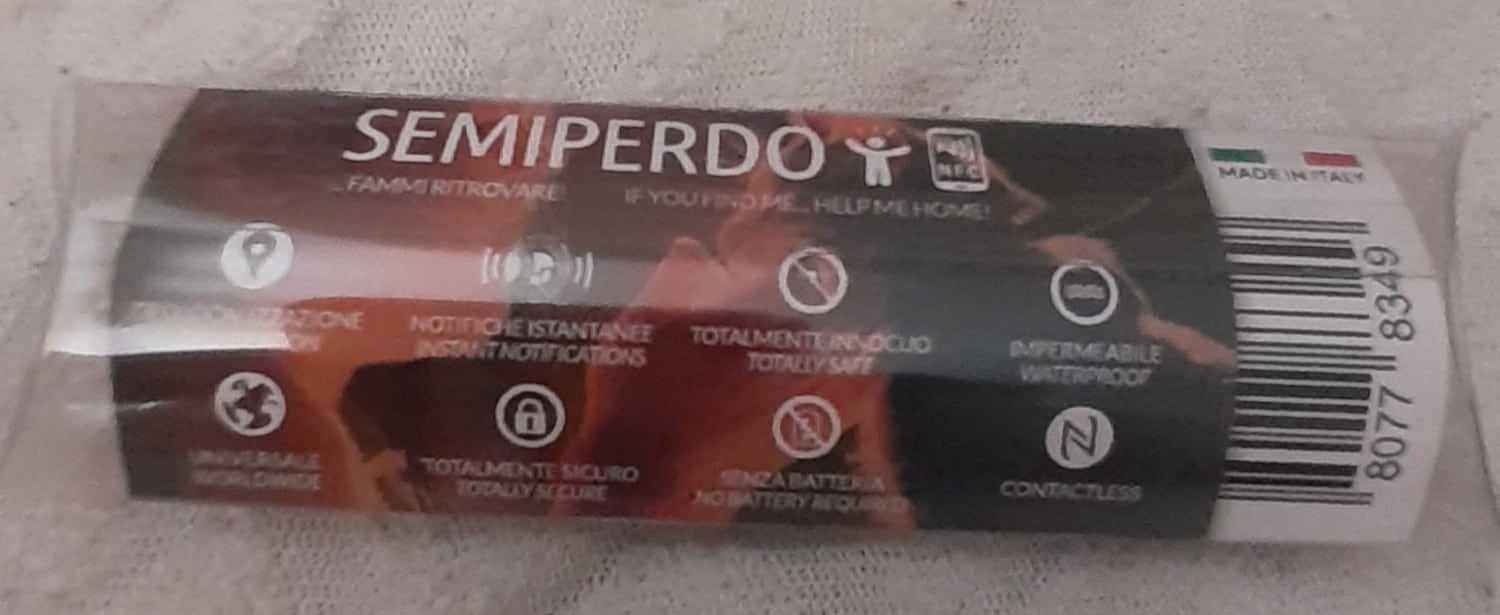 SEMIPERDO
NFC
...FAMMI RITROVARE! IF YOU FIND ME... HELP ME HOME!
MADE IN ITALY
NOTIFICHE ISTANTANEE
INSTANT NOTIFICATIONS
TOTALMENTE INNOCUO
TOTALLY SAFE
IMPERMEABILE
WATERPROOF
UNIVERSALE
WORLDWIDE
TOTALMENTE SICURO
TOTALLY SECURE
SENZA BATTERIA
NO BATTERY REQUIRED
CONTACTLESS
8077 8349